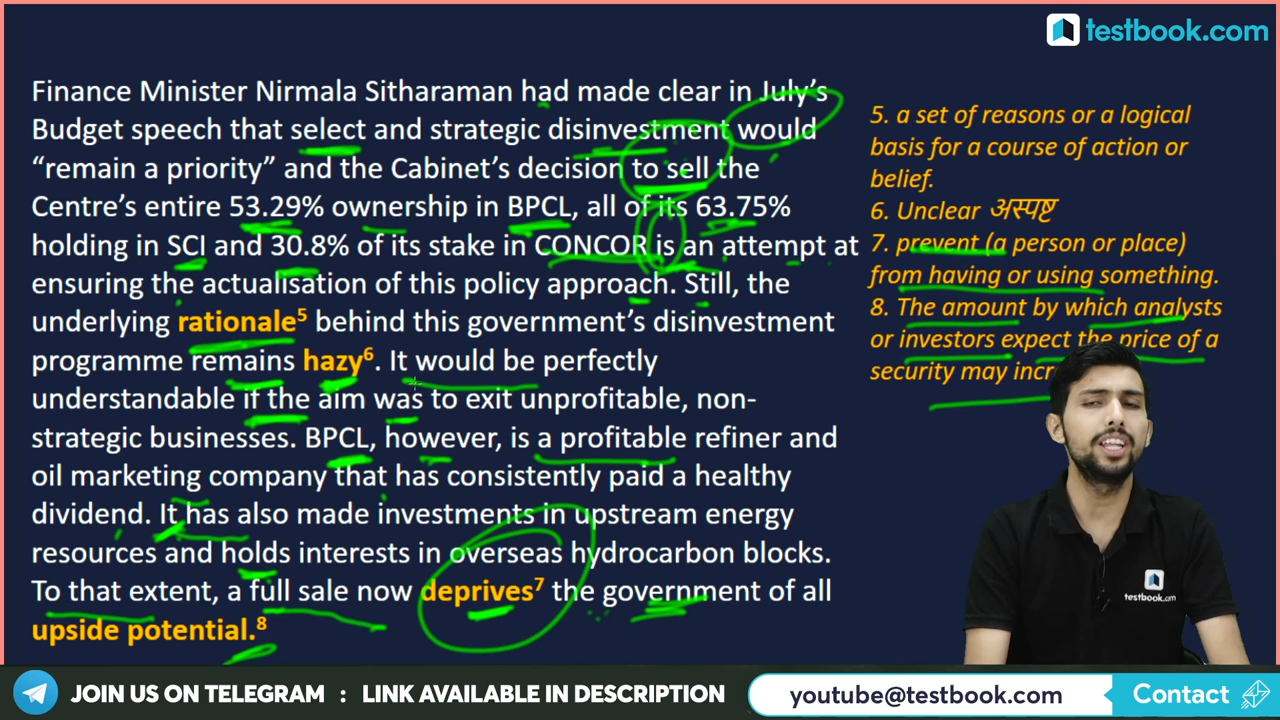 testbook.com
Finance Minister Nirmala Sitharaman had made clear in July's
Budget speech that select and strategic disinvestment would
“remain a priority” and the Cabinet's decision to sell the
Centre's entire 53.29% ownership in BPCL, all of its 63.75%
holding in SCI and 30.8% of its stake in CONCOR is an attempt at
ensuring the actualisation of this policy approach. Still, the
underlying rationale⁵ behind this government's disinvestment
programme remains hazy⁶. It would be perfectly
understandable if the aim was to exit unprofitable, non-
strategic businesses. BPCL, however, is a profitable refiner and
oil marketing company that has consistently paid a healthy
dividend. It has also made investments in upstream energy
resources and holds interests in overseas hydrocarbon blocks.
To that extent, a full sale now deprives⁷ the government of all
upside potential.⁸
5. a set of reasons or a logical
basis for a course of action or
belief.
6. Unclear अस्पष्ट
7. prevent (a person or place)
from having or using something.
8. The amount by which analysts
or investors expect the price of a
security may
testbook.com
JOIN US ON TELEGRAM : LINK AVAILABLE IN DESCRIPTION
youtube@testbook.com
Contact